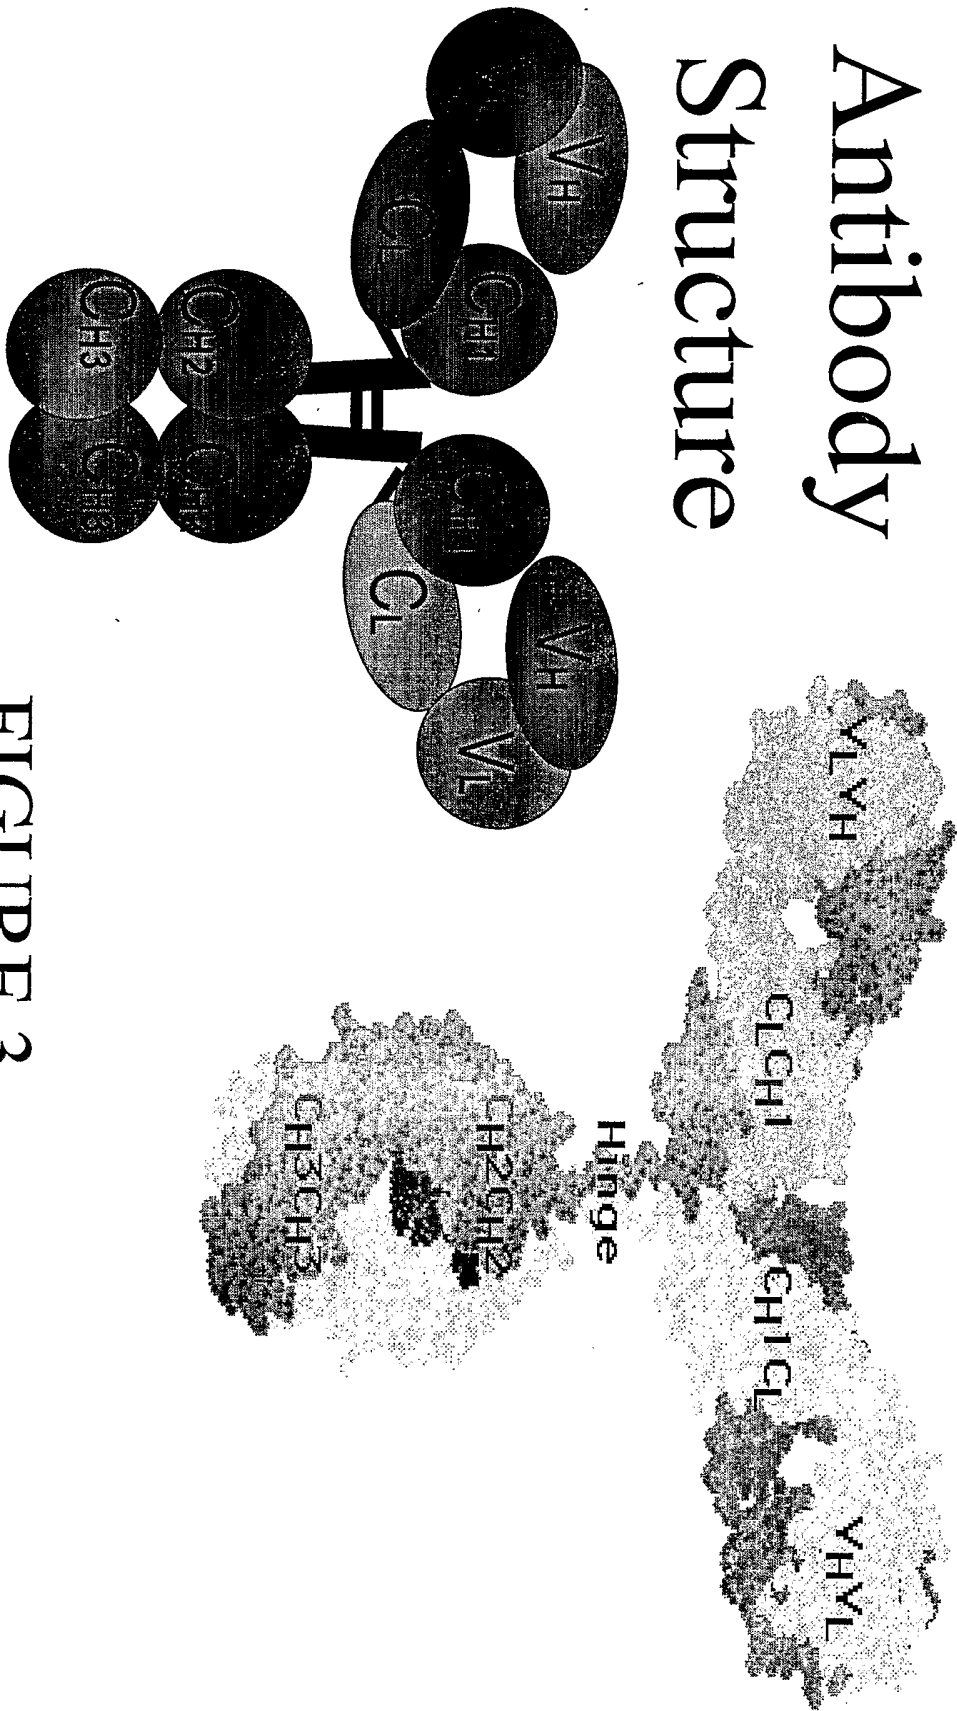 Antibody
Structure
VH
CH1
CL
CH1
VH
CL
VL
CH2
CH3
CH3
VLVH
CLCH1
CH1CL
VHVL
Hinge
CH2CH2
CH3CH3
FIGURE 3